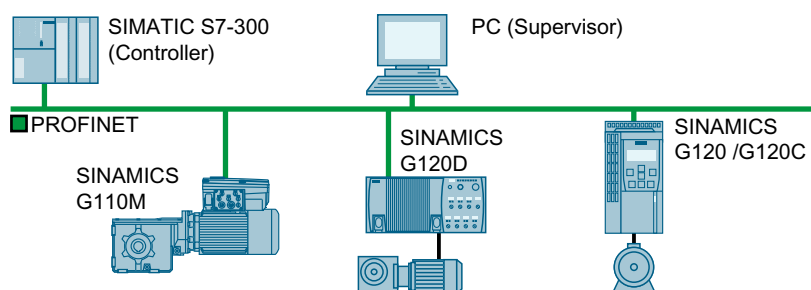 SIMATIC S7-300
(Controller)
PC (Supervisor)
PROFINET
SINAMICS
G110M
SINAMICS
G120D
SINAMICS
G120 /G120C